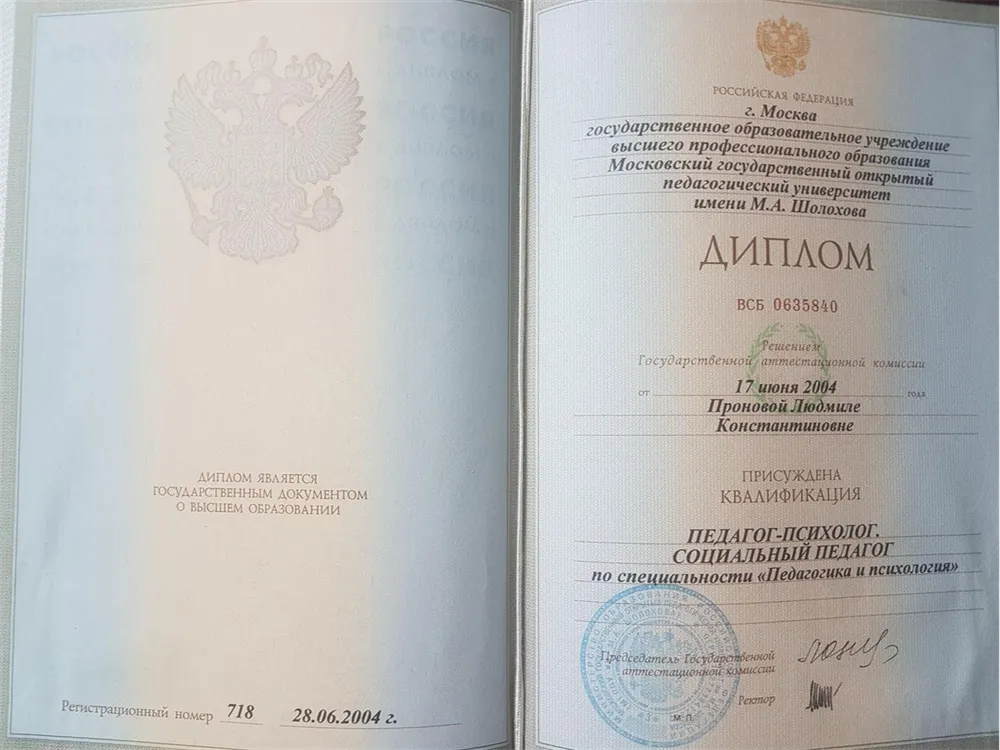 ДИПЛОМ ЯВЛЯЕТСЯ
ГОСУДАРСТВЕННЫМ ДОКУМЕНТОМ
О ВЫСШЕМ ОБРАЗОВАНИИ
Регистрационный номер 718 28.06.2004 г.
РОССИЙСКАЯ ФЕДЕРАЦИЯ
г. Москва
государственное образовательное учреждение
высшего профессионального образования
Московский государственный открытый
педагогический университет
имени М.А. Шолохова
ДИПЛОМ
ВСБ 0635840
Решением
Государственной аттестационной комиссии
от 17 июня 2004 года
Проновой Людмиле
Константиновне
ПРИСУЖДЕНА
КВАЛИФИКАЦИЯ
ПЕДАГОГ-ПСИХОЛОГ.
СОЦИАЛЬНЫЙ ПЕДАГОГ
по специальности «Педагогика и психология»
Председатель Государственной
аттестационной комиссии
Ректор
М.П.